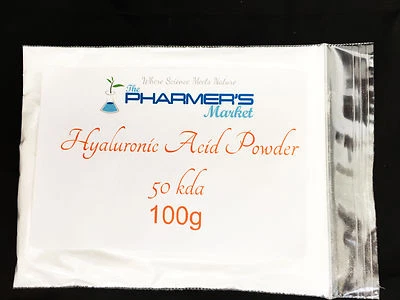 Where Science Meets Nature
The
PHARMER'S
Market
Hyaluronic Acid Powder
50 kda
100g